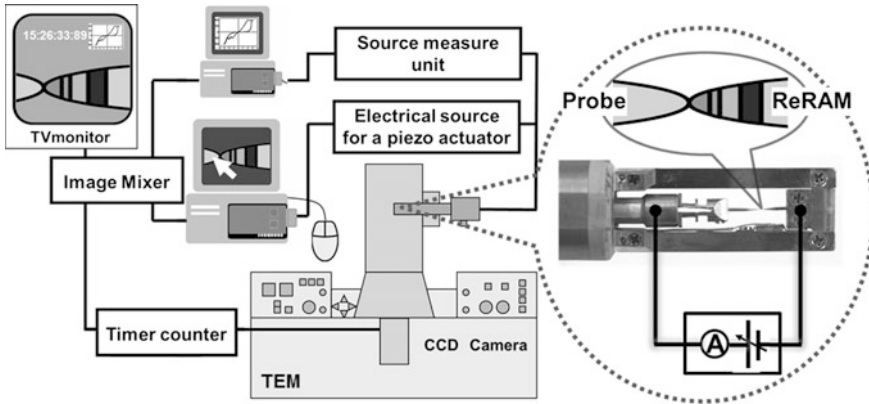 15:26:33:89
TVmonitor
Image Mixer
Timer counter
Source measure
unit
Electrical source
for a piezo actuator
TEM
CCD Camera
Probe
ReRAM
A